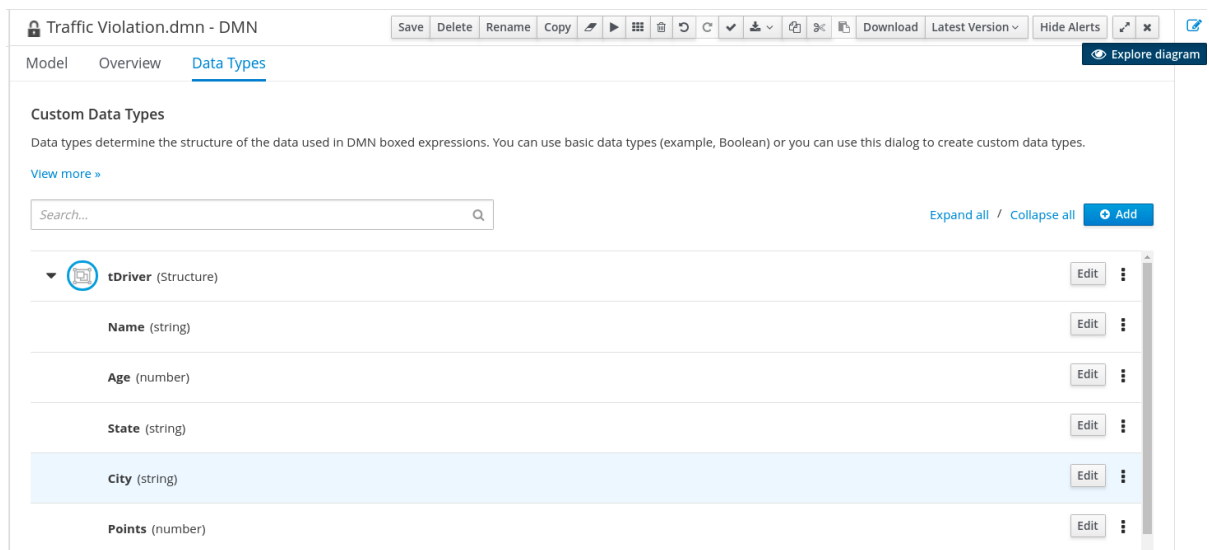 Traffic Violation.dmn - DMN
Save Delete Rename Copy Download Latest Version Hide Alerts
Explore diagram
Model Overview Data Types
Custom Data Types
Data types determine the structure of the data used in DMN boxed expressions. You can use basic data types (example, Boolean) or you can use this dialog to create custom data types.
View more »
Search... Expand all / Collapse all Add
tDriver (Structure) Edit
Name (string) Edit
Age (number) Edit
State (string) Edit
City (string) Edit
Points (number) Edit